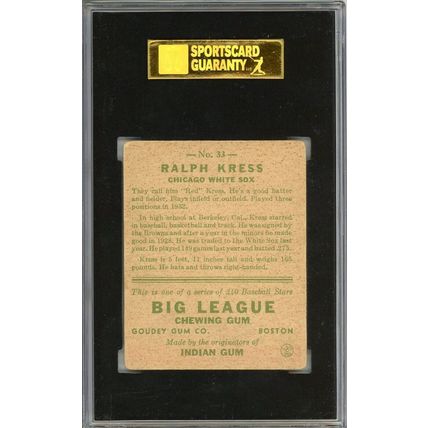 SPORTSCARD
GUARANTY
— No. 33 —
RALPH KRESS
CHICAGO WHITE SOX
They call him "Red" Kress. He's a good batter
and fielder. Plays infield or outfield. Played three
positions in 1932.
In high school at Berkeley, Cal., Kress starred
in baseball, basketball and track. He was signed by
the Browns and after a year in the minors he made
good in 1928. He was traded to the White Sox last
year. He played 149 games last year and batted .275.
Kress is 5 feet, 11 inches tall and weighs 165
pounds. He bats and throws right-handed.
This is one of a series of 240 Baseball Stars
BIG LEAGUE
CHEWING GUM
GOUDEY GUM CO. BOSTON
Made by the originators of
INDIAN GUM